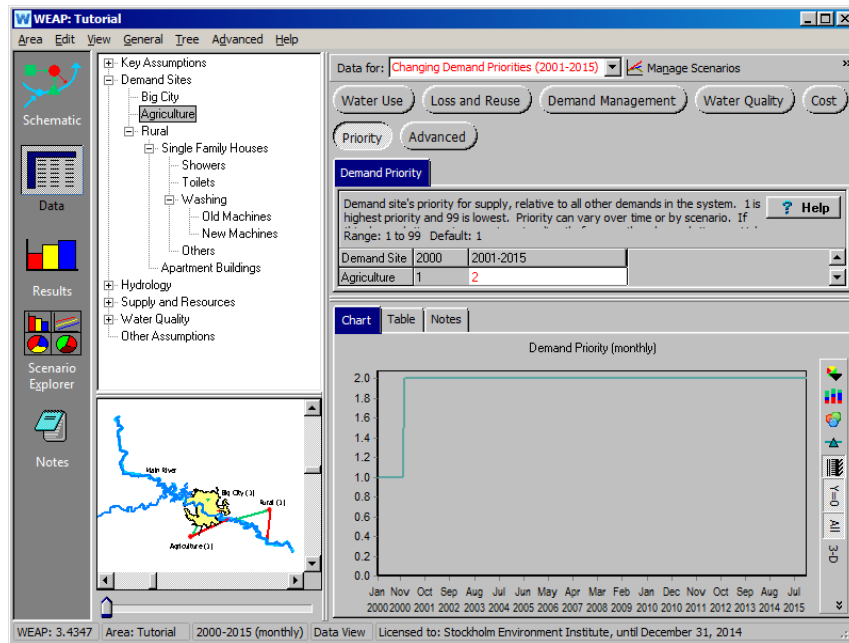 WEAP: Tutorial
Area Edit View General Tree Advanced Help
Schematic
Data
Results
Scenario
Explorer
Notes
Key Assumptions
Demand Sites
Big City
Agriculture
Rural
Single Family Houses
Showers
Toilets
Washing
Old Machines
New Machines
Others
Apartment Buildings
Hydrology
Supply and Resources
Water Quality
Other Assumptions
Main River
Big City (1)
Rural (1)
Agriculture (1)
Data for: Changing Demand Priorities (2001-2015) Manage Scenarios »
Water Use Loss and Reuse Demand Management Water Quality Cost
Priority Advanced
Demand Priority
Demand site's priority for supply, relative to all other demands in the system. 1 is
highest priority and 99 is lowest. Priority can vary over time or by scenario. If
? Help
Range: 1 to 99 Default: 1
Demand Site 2000 2001-2015
Agriculture 1 2
Chart Table Notes
Demand Priority (monthly)
2.0
1.8
1.6
1.4
1.2
1.0
0.8
0.6
0.4
0.2
0.0
Jan Nov Oct Sep Aug Jul Jun May Apr Mar Feb Jan Dec Nov Oct Sep Aug Jul
2000 2000 2001 2002 2003 2004 2005 2006 2007 2008 2009 2010 2010 2011 2012 2013 2014 2015
Y=0
All
3-D
WEAP: 3.4347 Area: Tutorial 2000-2015 (monthly) Data View Licensed to: Stockholm Environment Institute, until December 31, 2014